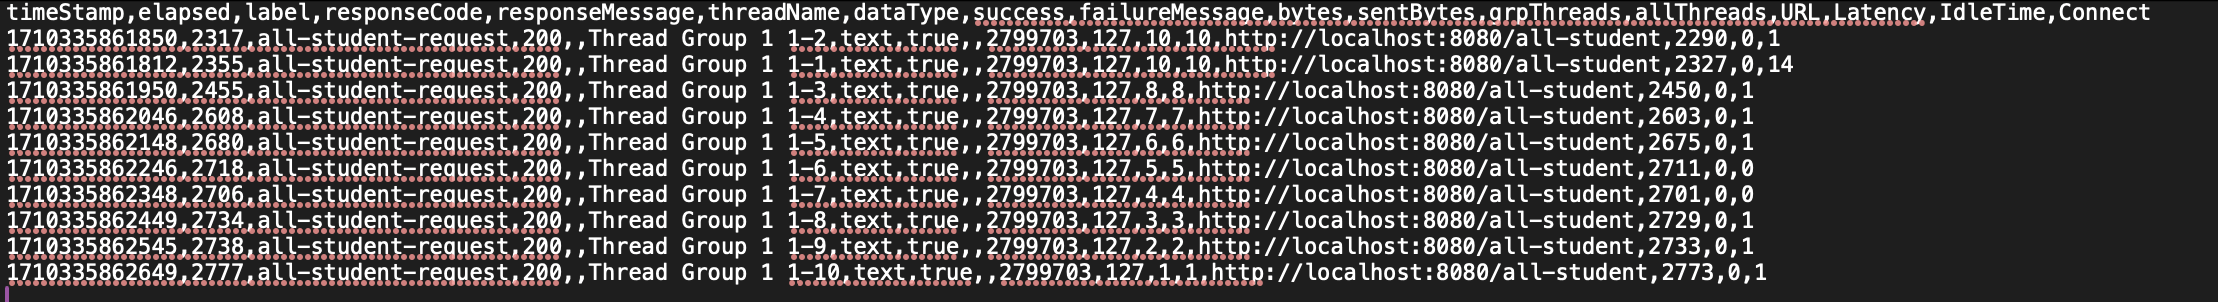 timeStamp,elapsed,label,responseCode,responseMessage,threadName,dataType,success,failureMessage,bytes,sentBytes,grpThreads,allThreads,URL,Latency,IdleTime,Connect
1710335861850,2317,all-student-request,200,,Thread Group 1 1-2,text,true,,2799703,127,10,10,http://localhost:8080/all-student,2290,0,1
1710335861812,2355,all-student-request,200,,Thread Group 1 1-1,text,true,,2799703,127,10,10,http://localhost:8080/all-student,2327,0,14
1710335861950,2455,all-student-request,200,,Thread Group 1 1-3,text,true,,2799703,127,8,8,http://localhost:8080/all-student,2450,0,1
1710335862046,2608,all-student-request,200,,Thread Group 1 1-4,text,true,,2799703,127,7,7,http://localhost:8080/all-student,2603,0,1
1710335862148,2680,all-student-request,200,,Thread Group 1 1-5,text,true,,2799703,127,6,6,http://localhost:8080/all-student,2675,0,1
1710335862246,2718,all-student-request,200,,Thread Group 1 1-6,text,true,,2799703,127,5,5,http://localhost:8080/all-student,2711,0,0
1710335862348,2706,all-student-request,200,,Thread Group 1 1-7,text,true,,2799703,127,4,4,http://localhost:8080/all-student,2701,0,0
1710335862449,2734,all-student-request,200,,Thread Group 1 1-8,text,true,,2799703,127,3,3,http://localhost:8080/all-student,2729,0,1
1710335862545,2738,all-student-request,200,,Thread Group 1 1-9,text,true,,2799703,127,2,2,http://localhost:8080/all-student,2733,0,1
1710335862649,2777,all-student-request,200,,Thread Group 1 1-10,text,true,,2799703,127,1,1,http://localhost:8080/all-student,2773,0,1